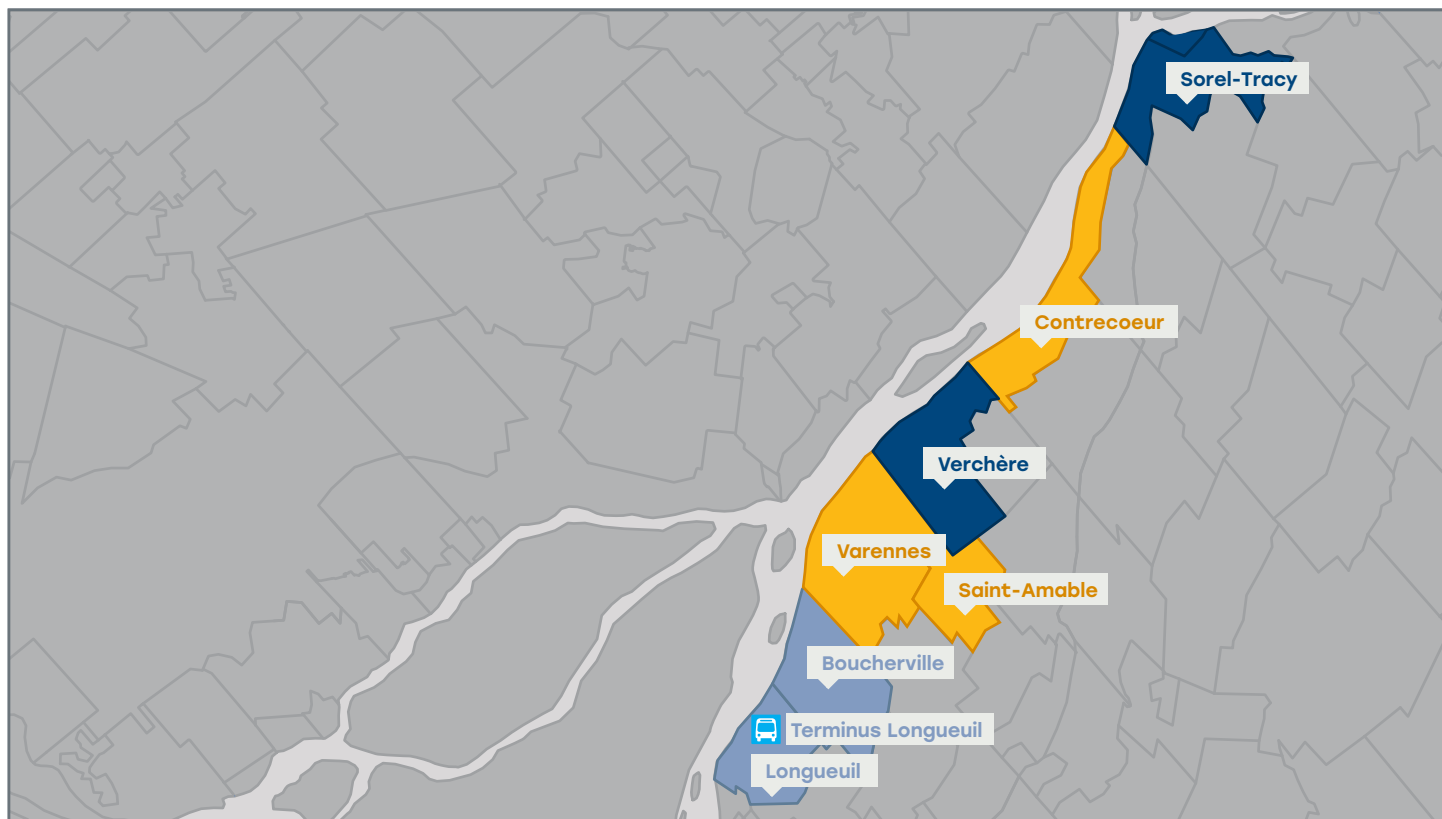 Sorel-Tracy
Contrecoeur
Verchère
Varennes
Saint-Amable
Boucherville
Terminus Longueuil
Longueuil